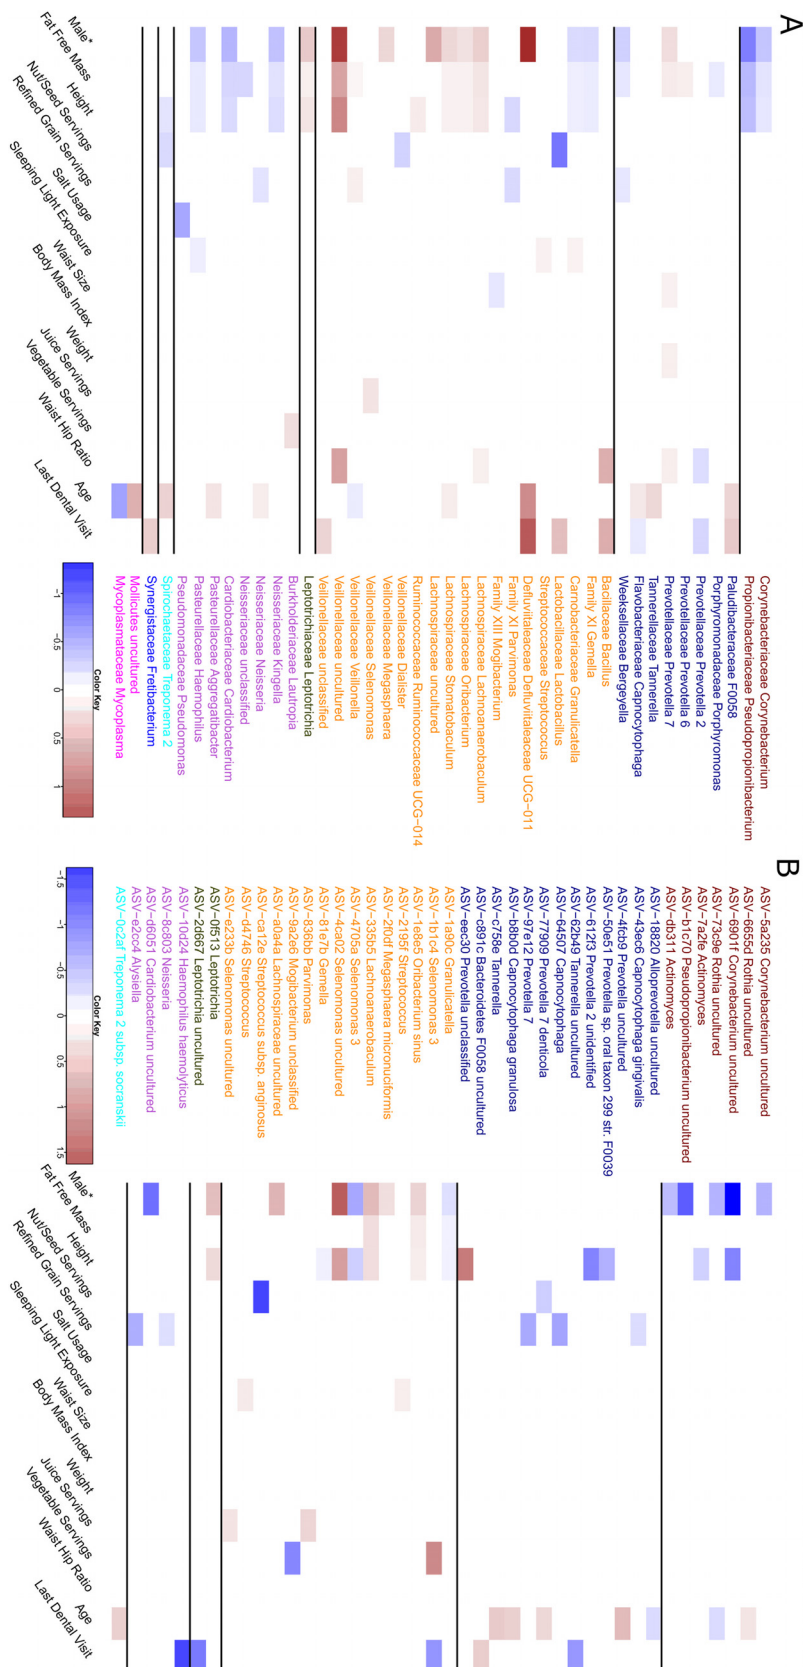 A
Corynebacteriaceae Corynebacterium
Propionibacteriaceae Pseudopropionibacterium
Paludibacteraceae F0058
Porphyromonadaceae Porphyromonas
Prevotellaceae Prevotella 2
Prevotellaceae Prevotella 6
Prevotellaceae Prevotella 7
Tannerellaceae Tannerella
Flavobacteriaceae Capnocytophaga
Weeksellaceae Bergeyella
Bacillaceae Bacillus
Family XI Gemella
Carnobacteriaceae Granulicatella
Lactobacillaceae Lactobacillus
Streptococcaceae Streptococcus
Defluviitaleaceae Defluviitaleaceae UCG-011
Family XI Parvimonas
Family XIII Mogibacterium
Lachnospiraceae Lachnoanaerobaculum
Lachnospiraceae Oribacterium
Lachnospiraceae Stomatobaculum
Lachnospiraceae uncultured
Ruminococcaceae Ruminococcaceae UCG-014
Veillonellaceae Dialister
Veillonellaceae Megasphaera
Veillonellaceae Selenomonas
Veillonellaceae Veillonella
Veillonellaceae uncultured
Veillonellaceae unclassified
Leptotrichiaceae Leptotrichia
Burkholderiaceae Lautropia
Neisseriaceae Kingella
Neisseriaceae Neisseria
Neisseriaceae unclassified
Cardiobacteriaceae Cardiobacterium
Pasteurellaceae Aggregatibacter
Pasteurellaceae Haemophilus
Pseudomonadaceae Pseudomonas
Spirochaetaceae Treponema 2
Synergistaceae Fretibacterium
Mollicutes uncultured
Mycoplasmataceae Mycoplasma
Male*
Fat Free Mass
Height
Nut/Seed Servings
Refined Grain Servings
Salt Usage
Sleeping Light Exposure
Waist Size
Body Mass Index
Weight
Juice Servings
Vegetable Servings
Waist Hip Ratio
Age
Last Dental Visit
Color Key
-1
-0.5
0
0.5
1
B
ASV-5a235 Corynebacterium uncultured
ASV-6655d Rothia uncultured
ASV-6901f Corynebacterium uncultured
ASV-73c9e Rothia uncultured
ASV-7a2fe Actinomyces
ASV-b1c70 Pseudopropionibacterium uncultured
ASV-db311 Actinomyces
ASV-18820 Alloprevotella uncultured
ASV-43ec6 Capnocytophaga gingivalis
ASV-4fcb9 Prevotella uncultured
ASV-50e51 Prevotella sp. oral taxon 299 str. F0039
ASV-612f3 Prevotella 2 unidentified
ASV-62b49 Tannerella uncultured
ASV-64507 Capnocytophaga
ASV-77909 Prevotella 7 denticola
ASV-97e12 Prevotella 7
ASV-b8b0d Capnocytophaga granulosa
ASV-c758e Tannerella
ASV-c891c Bacteroidetes F0058 uncultured
ASV-eec30 Prevotella unclassified
ASV-1a90c Granulicatella
ASV-1b1c4 Selenomonas 3
ASV-1e8e5 Oribacterium sinus
ASV-2195f Streptococcus
ASV-2f0df Megasphaera micronuciformis
ASV-335b5 Lachnoanaerobaculum
ASV-4705a Selenomonas 3
ASV-4ca02 Selenomonas uncultured
ASV-81e7b Gemella
ASV-836bb Parvimonas
ASV-9a2e6 Mogibacterium unclassified
ASV-a0a4a Lachnospiraceae uncultured
ASV-ca12e Streptococcus subsp. anginosus
ASV-d4746 Streptococcus
ASV-e233b Selenomonas uncultured
ASV-0f513 Leptotrichia
ASV-2d667 Leptotrichia uncultured
ASV-10d24 Haemophilus haemolyticus
ASV-8c803 Neisseria
ASV-d6051 Cardiobacterium uncultured
ASV-e2cc4 Alysiella
ASV-0c2af Treponema 2 subsp. socranskii
Male*
Fat Free Mass
Height
Nut/Seed Servings
Refined Grain Servings
Salt Usage
Sleeping Light Exposure
Waist Size
Body Mass Index
Weight
Juice Servings
Vegetable Servings
Waist Hip Ratio
Age
Last Dental Visit
Color Key
-1.5
-1
-0.5
0
0.5
1
1.5